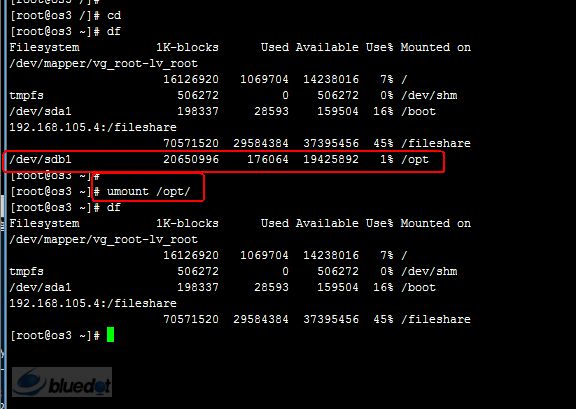 [root@os3 /]#
[root@os3 /]# cd
[root@os3 ~]# df
Filesystem           1K-blocks      Used Available Use% Mounted on
/dev/mapper/vg_root-lv_root
                      16126920   1069704  14238016   7% /
tmpfs                   506272         0    506272   0% /dev/shm
/dev/sda1               198337     28593    159504  16% /boot
192.168.105.4:/fileshare
                      70571520  29584384  37395456  45% /fileshare
/dev/sdb1             20650996    176064  19425892   1% /opt
[root@os3 ~]#
[root@os3 ~]# umount /opt/
[root@os3 ~]# df
Filesystem           1K-blocks      Used Available Use% Mounted on
/dev/mapper/vg_root-lv_root
                      16126920   1069704  14238016   7% /
tmpfs                   506272         0    506272   0% /dev/shm
/dev/sda1               198337     28593    159504  16% /boot
192.168.105.4:/fileshare
                      70571520  29584384  37395456  45% /fileshare
[root@os3 ~]#
bluedot